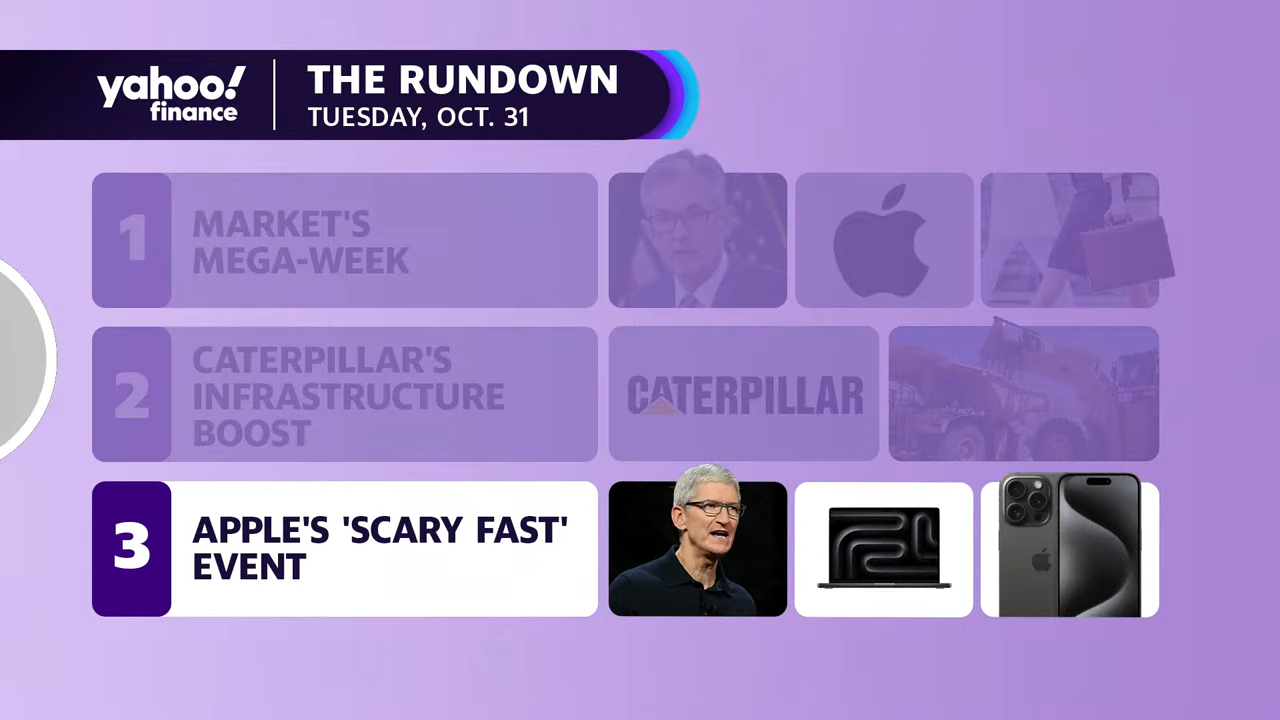 yahoo!
finance
THE RUNDOWN
TUESDAY, OCT. 31
1
MARKET'S
MEGA-WEEK
2
CATERPILLAR'S
INFRASTRUCTURE
BOOST
CATERPILLAR
3
APPLE'S 'SCARY FAST'
EVENT